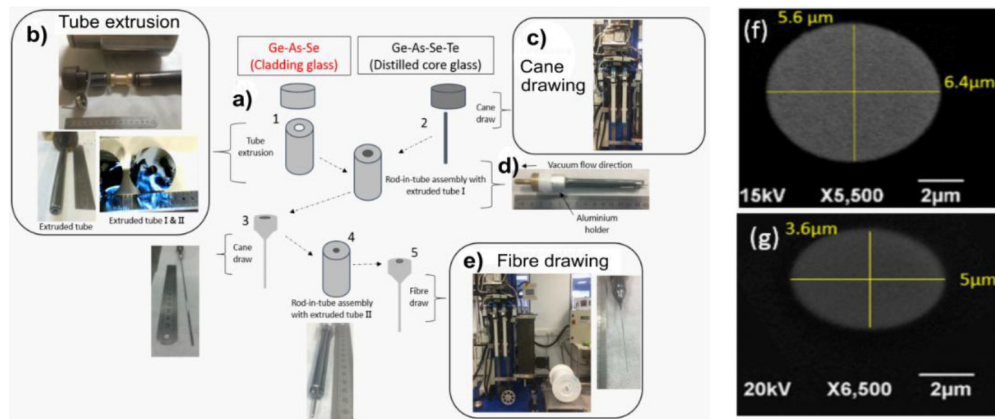 b)
Tube extrusion
Extruded tube
Extruded tube I & II
a)
Ge-As-Se
(Cladding glass)
Ge-As-Se-Te
(Distilled core glass)
1
Tube
extrusion
2
Cane
draw
c)
Cane
drawing
Rod-in-tube assembly with
extruded tube I
d)
Vacuum flow direction
Aluminium
holder
3
Cane
draw
4
Rod-in-tube assembly
with extruded tube II
5
Fibre
draw
e)
Fibre drawing
(f)
5.6 µm
6.4µm
15kV X5,500 2µm
(g)
3.6µm
5µm
20kV X6,500 2µm